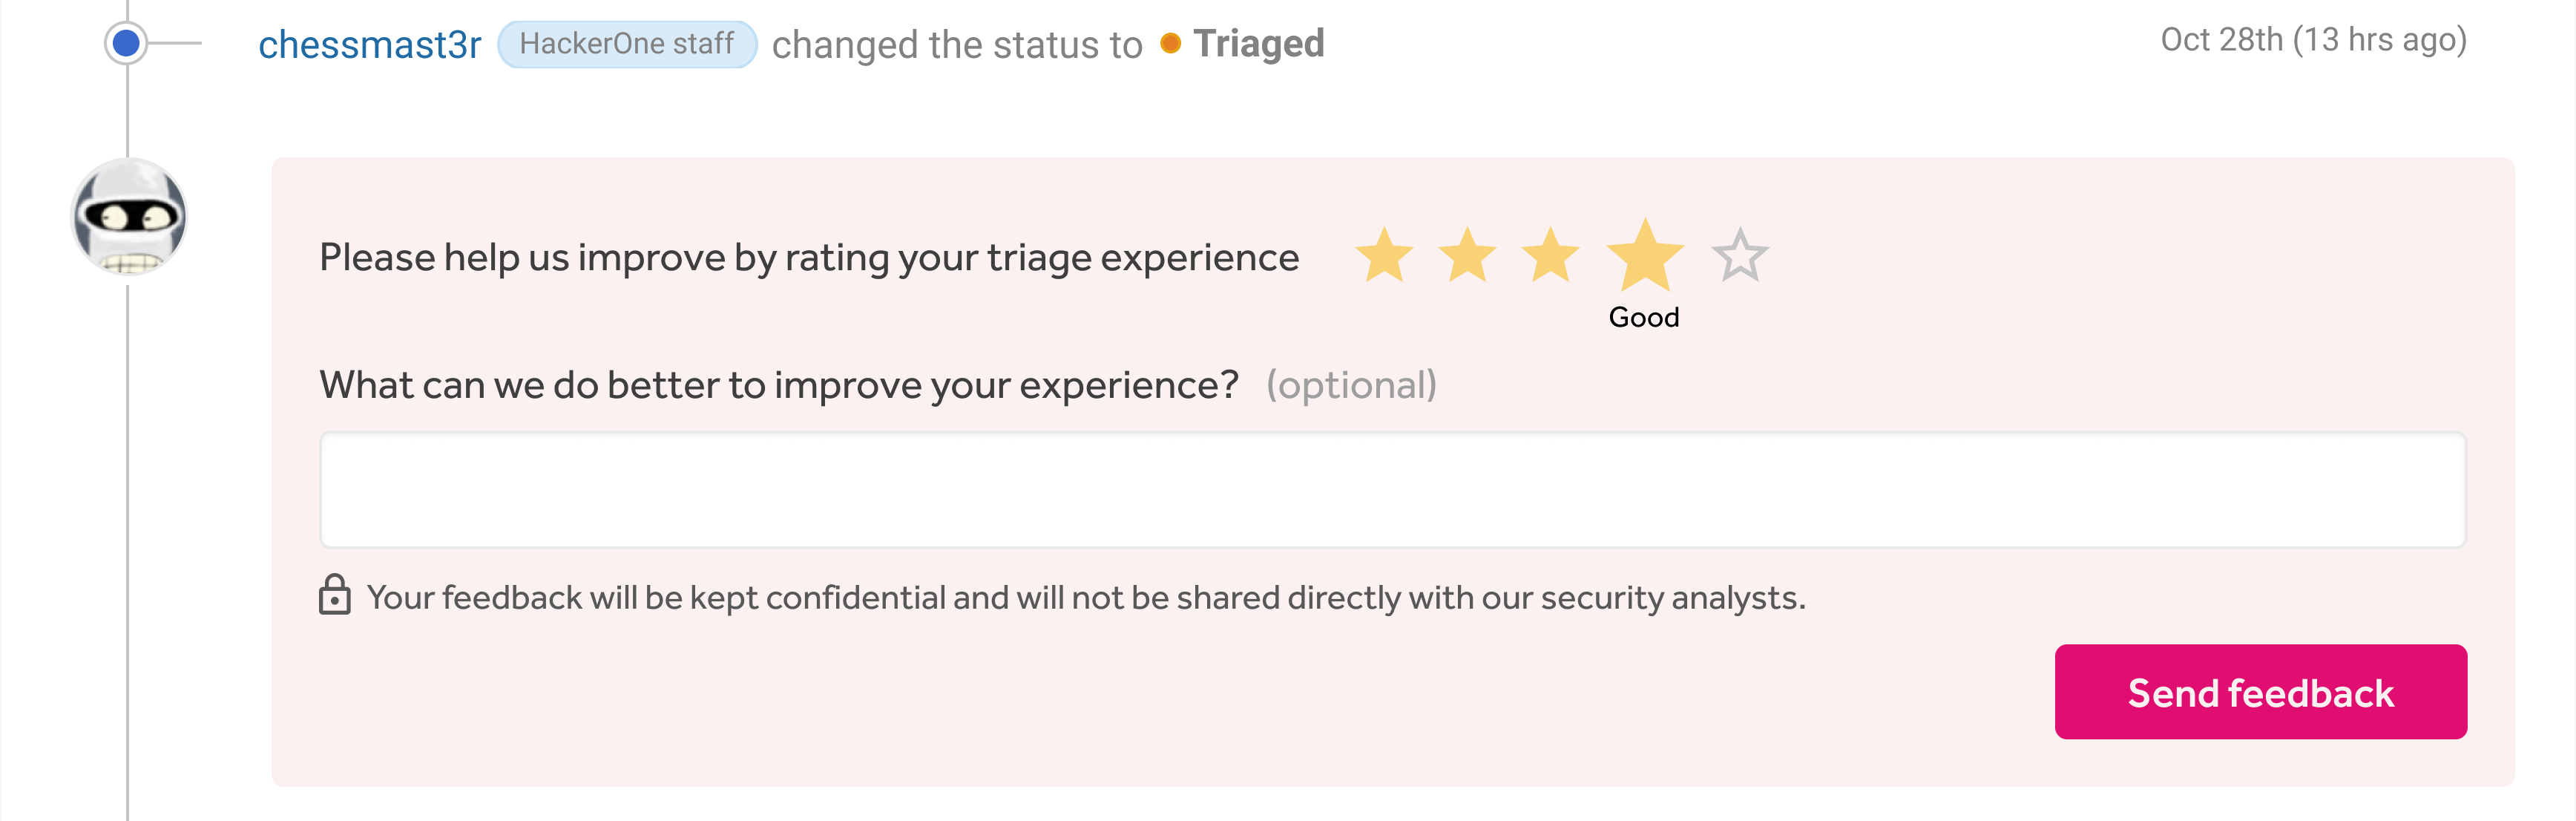 chessmast3r HackerOne staff changed the status to Triaged Oct 28th (13 hrs ago)
Please help us improve by rating your triage experience
Good
What can we do better to improve your experience? (optional)
Your feedback will be kept confidential and will not be shared directly with our security analysts.
Send feedback